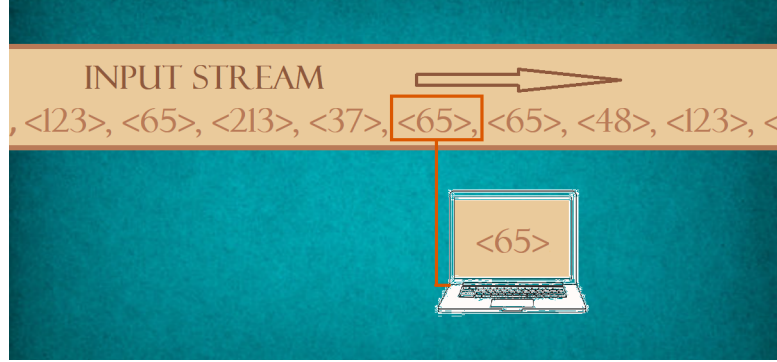 INPUT STREAM
, <123>, <65>, <213>, <37>, <65>, <65>, <48>, <123>, <
<65>